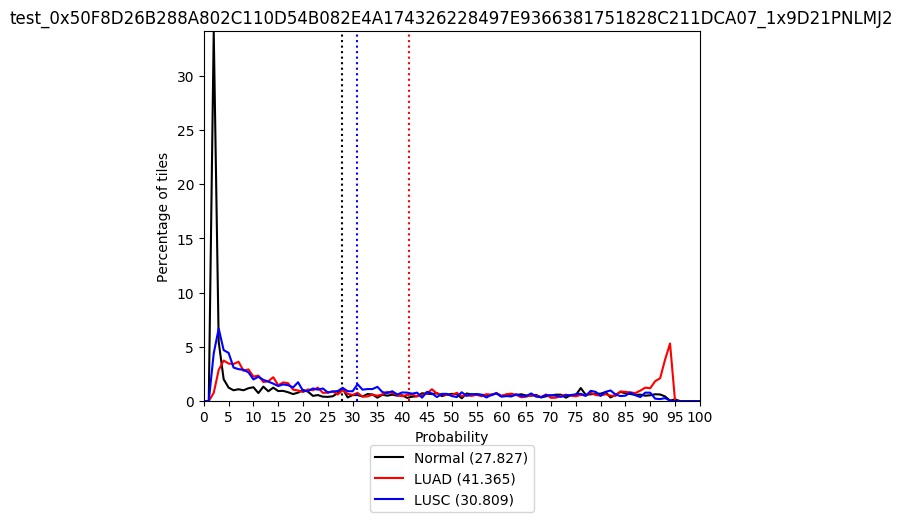 test_0x50F8D26B288A802C110D54B082E4A174326228497E9366381751828C211DCA07_1x9D21PNLMJ2
Percentage of tiles
30
25
20
15
10
5
0
0 5 10 15 20 25 30 35 40 45 50 55 60 65 70 75 80 85 90 95 100
Probability
Normal (27.827)
LUAD (41.365)
LUSC (30.809)